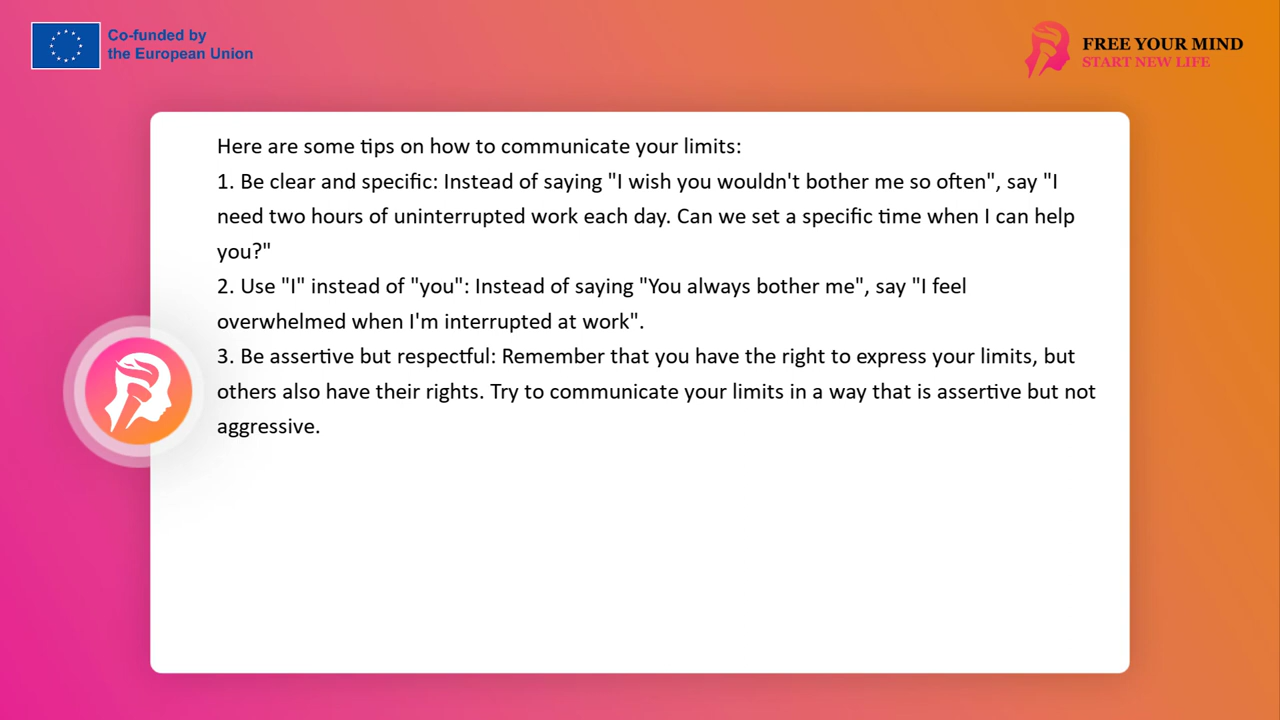 Co-funded by
the European Union
FREE YOUR MIND
START NEW LIFE
Here are some tips on how to communicate your limits:
1. Be clear and specific: Instead of saying "I wish you wouldn't bother me so often", say "I
need two hours of uninterrupted work each day. Can we set a specific time when I can help
you?"
2. Use "I" instead of "you": Instead of saying "You always bother me", say "I feel
overwhelmed when I'm interrupted at work".
3. Be assertive but respectful: Remember that you have the right to express your limits, but
others also have their rights. Try to communicate your limits in a way that is assertive but not
aggressive.